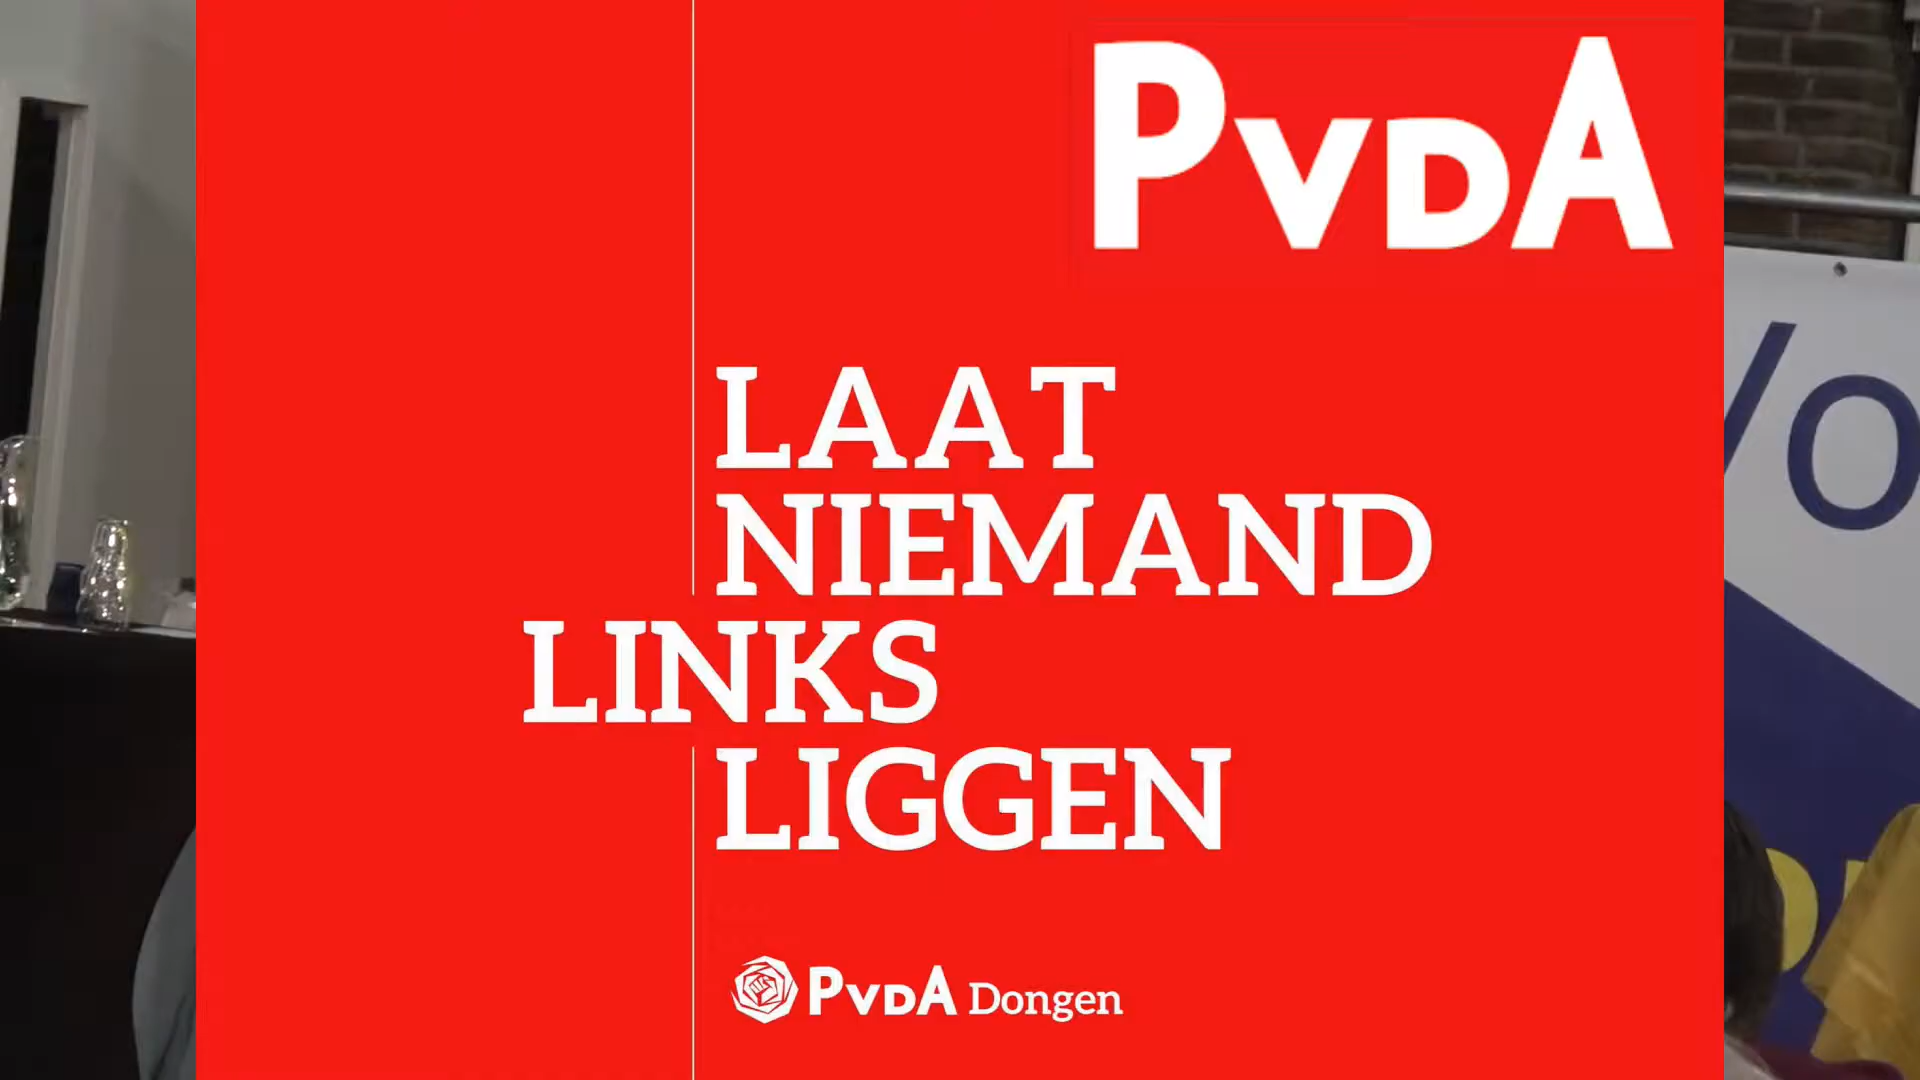 PvdA
LAAT
NIEMAND
LINKS
LIGGEN
PvdA Dongen